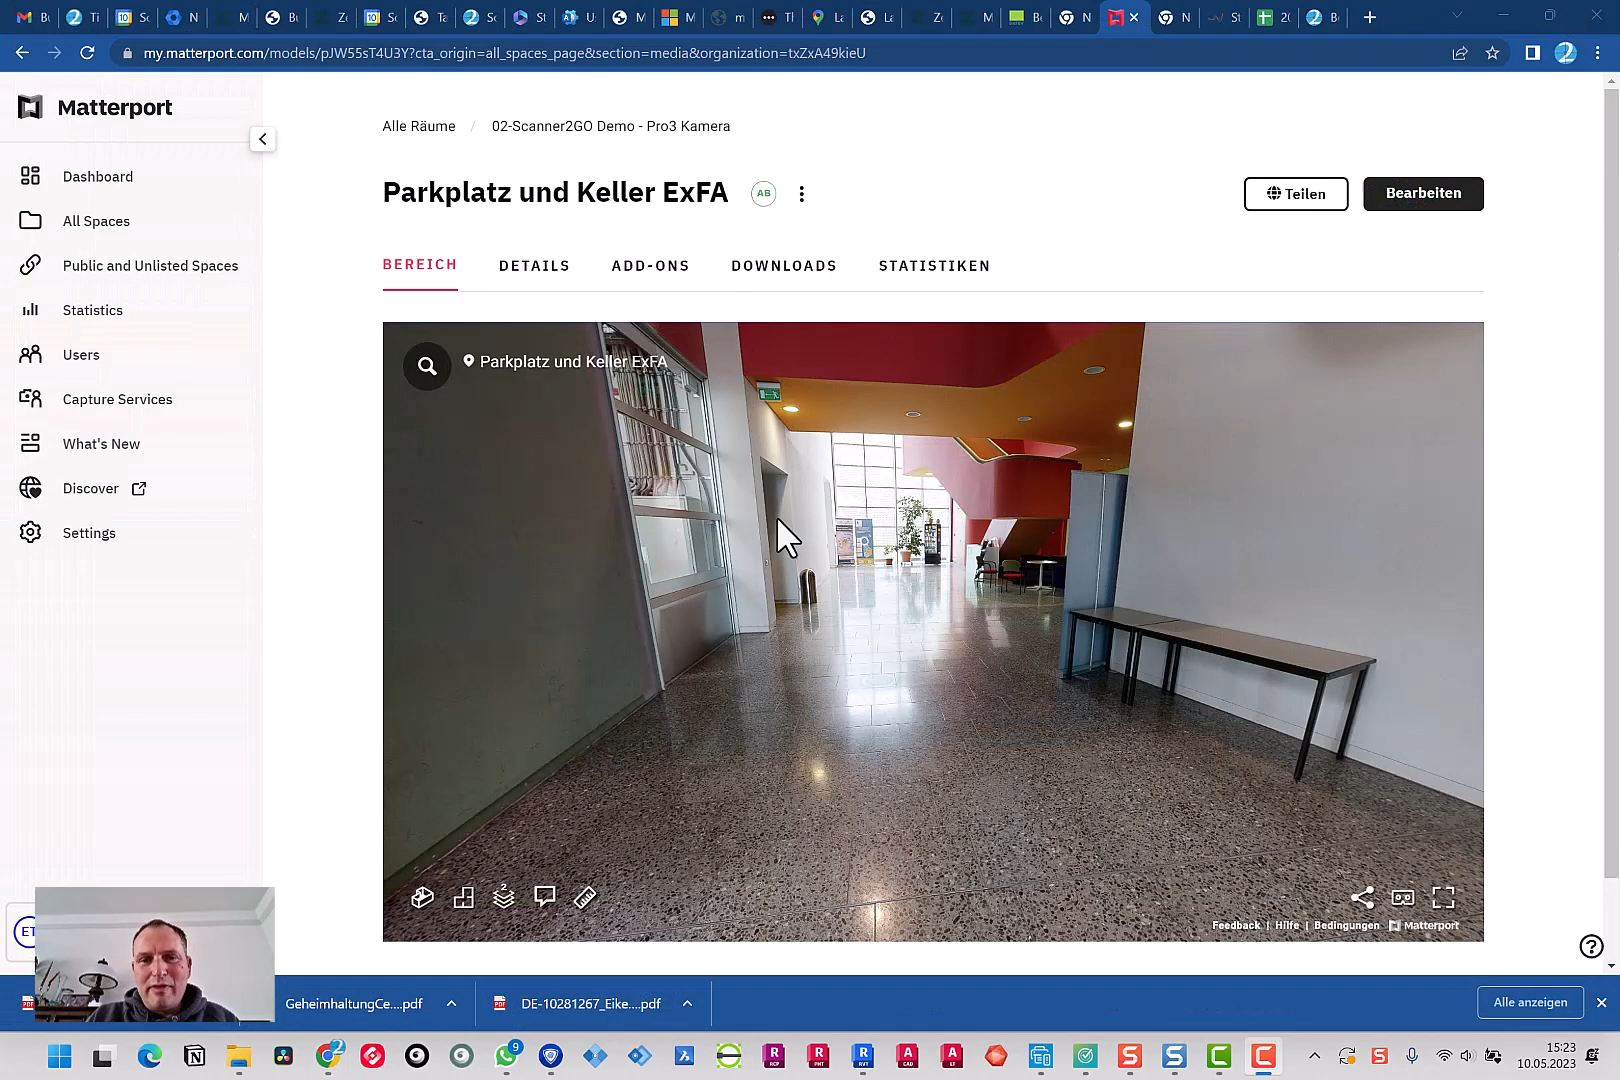 my.matterport.com/models/pJW55sT4U3Y?cta_origin=all_spaces_page&section=media&organization=txZxA49kieU
Matterport
Dashboard
All Spaces
Public and Unlisted Spaces
Statistics
Users
Capture Services
What's New
Discover
Settings
Alle Räume / 02-Scanner2GO Demo - Pro3 Kamera
Parkplatz und Keller ExFA
AB
Teilen
Bearbeiten
BEREICH
DETAILS
ADD-ONS
DOWNLOADS
STATISTIKEN
Parkplatz und Keller ExFA
2
Feedback | Hilfe | Bedingungen
Matterport
ET
GeheimhaltungCe....pdf
DE-10281267_Eike....pdf
Alle anzeigen
9
15:23
10.05.2023